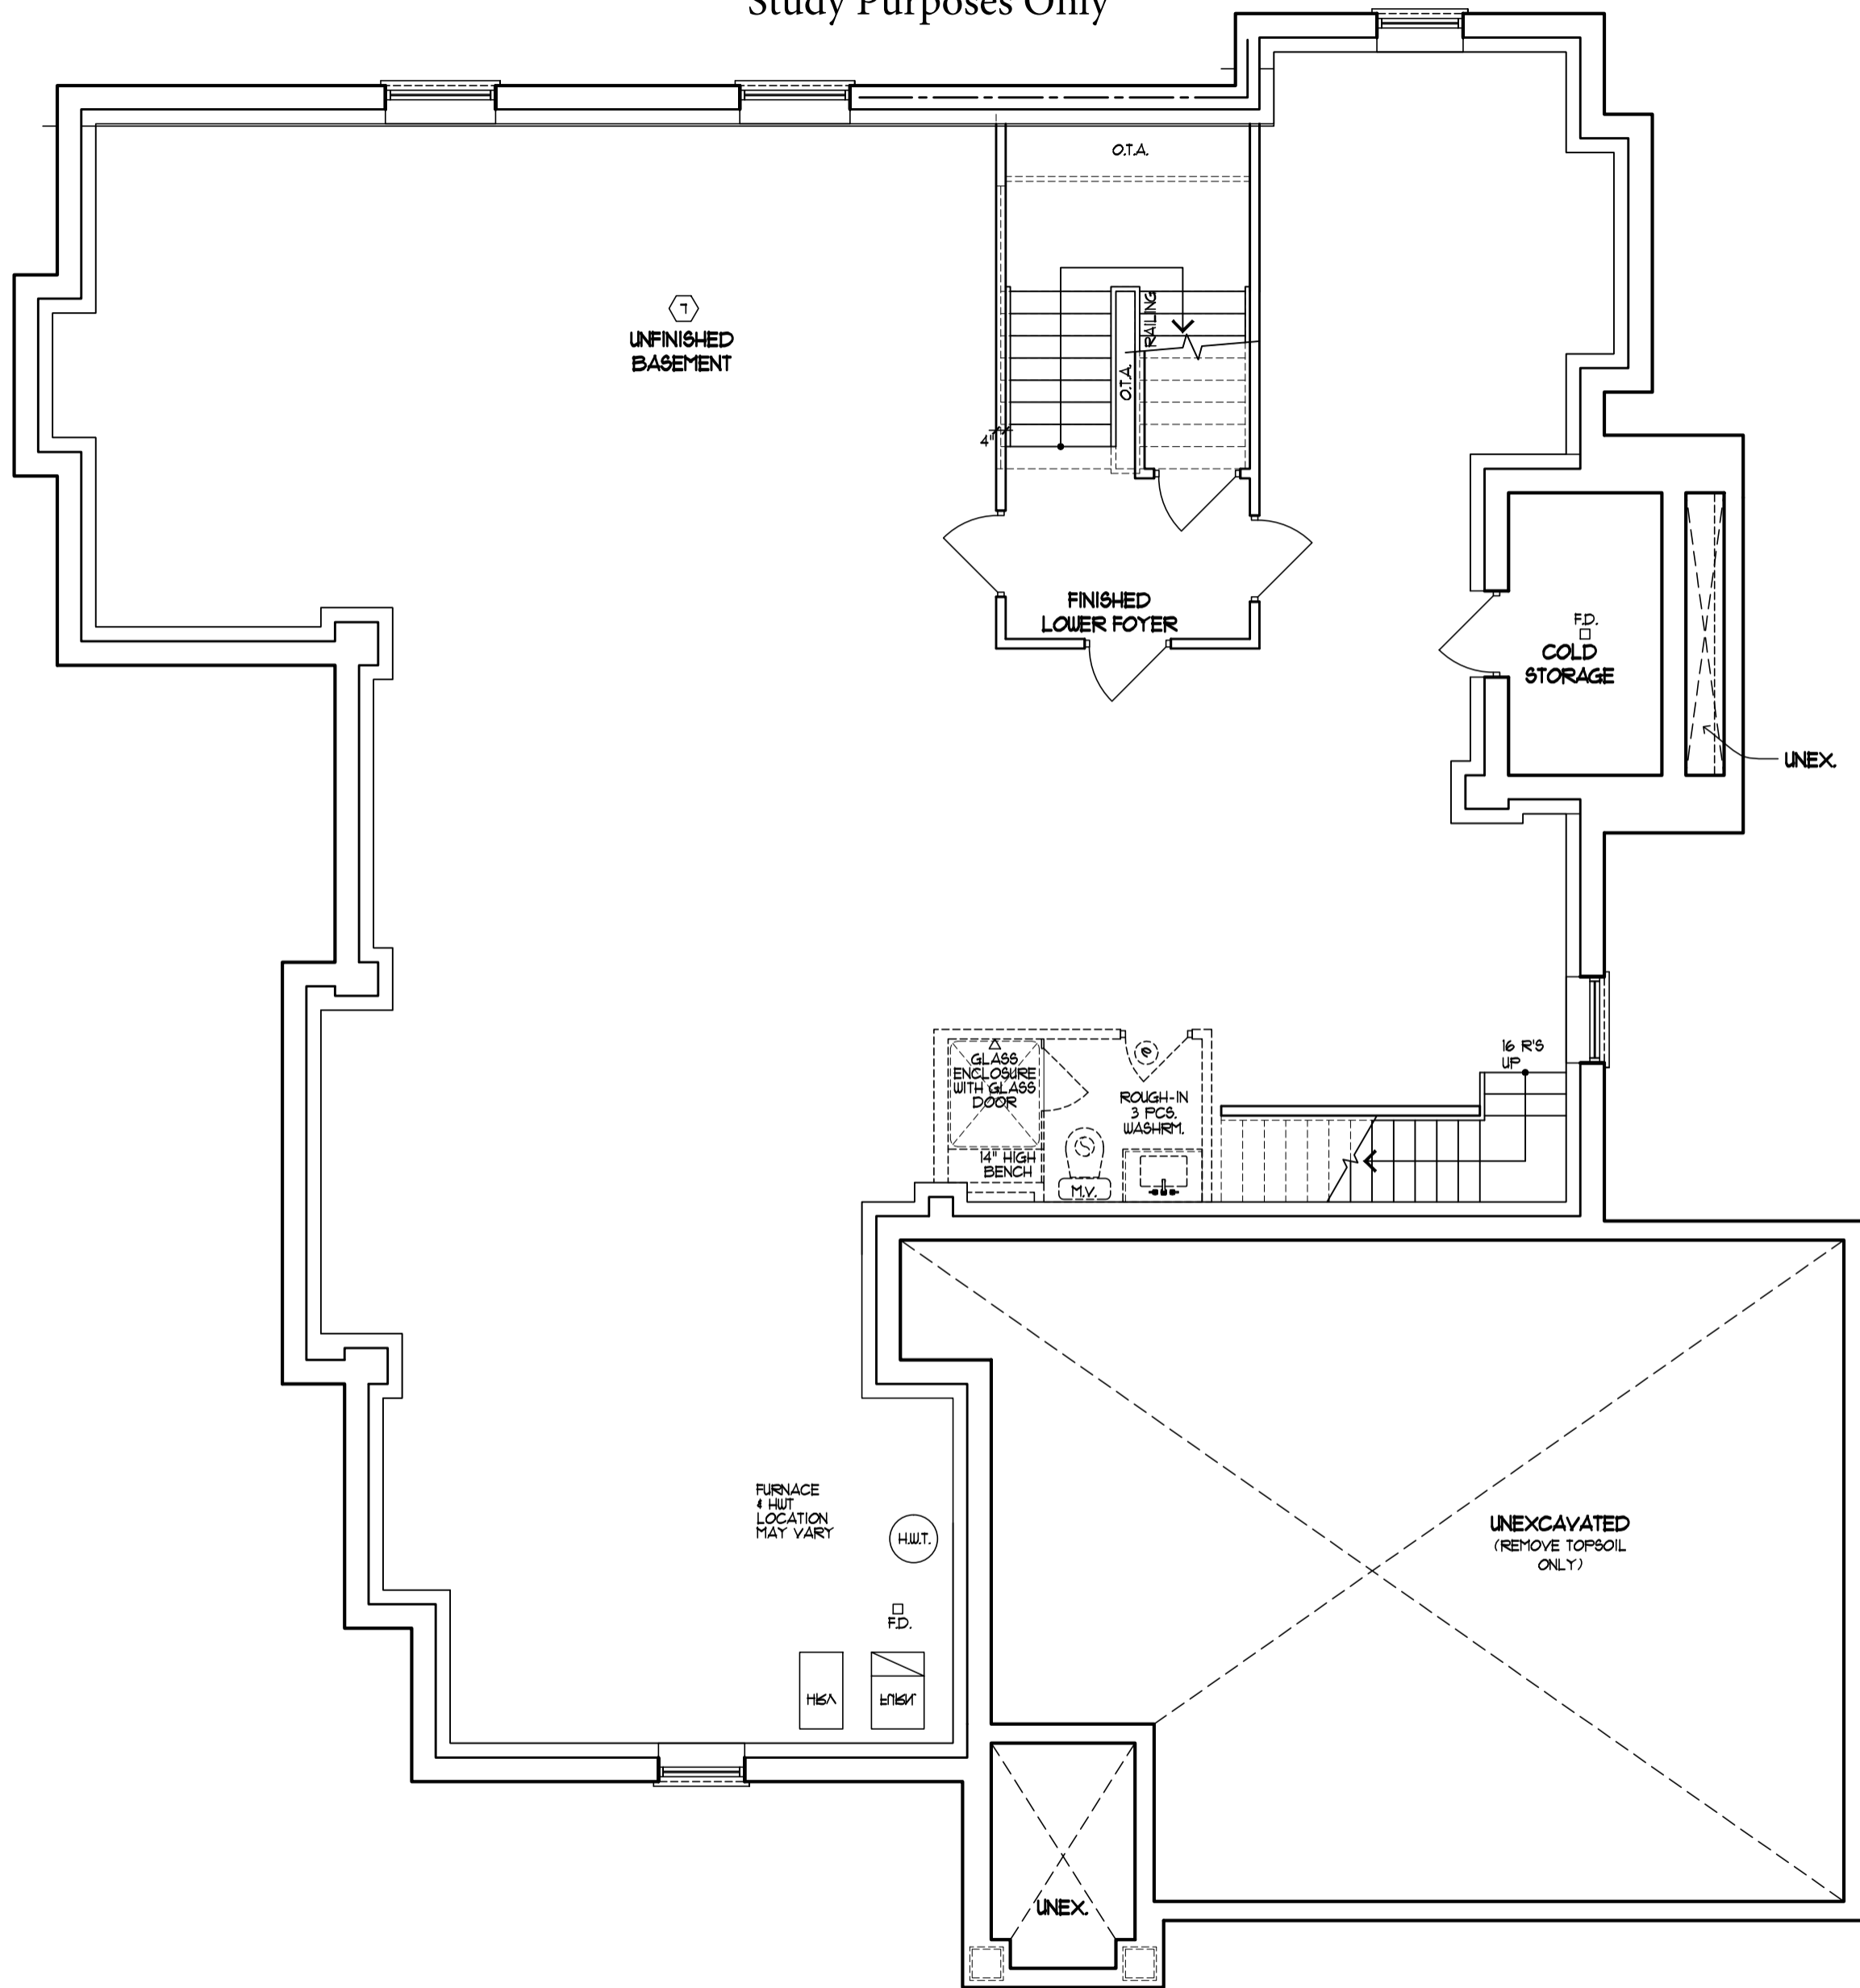 Study Purposes Only
O.T.A.
RAILING
O.T.A.
4"
UNFINISHED
BASEMENT
FINISHED
LOWER FOYER
F.D.
COLD
STORAGE
UNEX.
16 R'S
UP
GLASS
ENCLOSURE
WITH GLASS
DOOR
14" HIGH
BENCH
ROUGH-IN
3 PCS.
WASHRM.
M.V.
FURNACE
& HWT
LOCATION
MAY VARY
H.W.T.
F.D.
HRV
FURN.
UNEXCAVATED
(REMOVE TOPSOIL
ONLY)
UNEX.